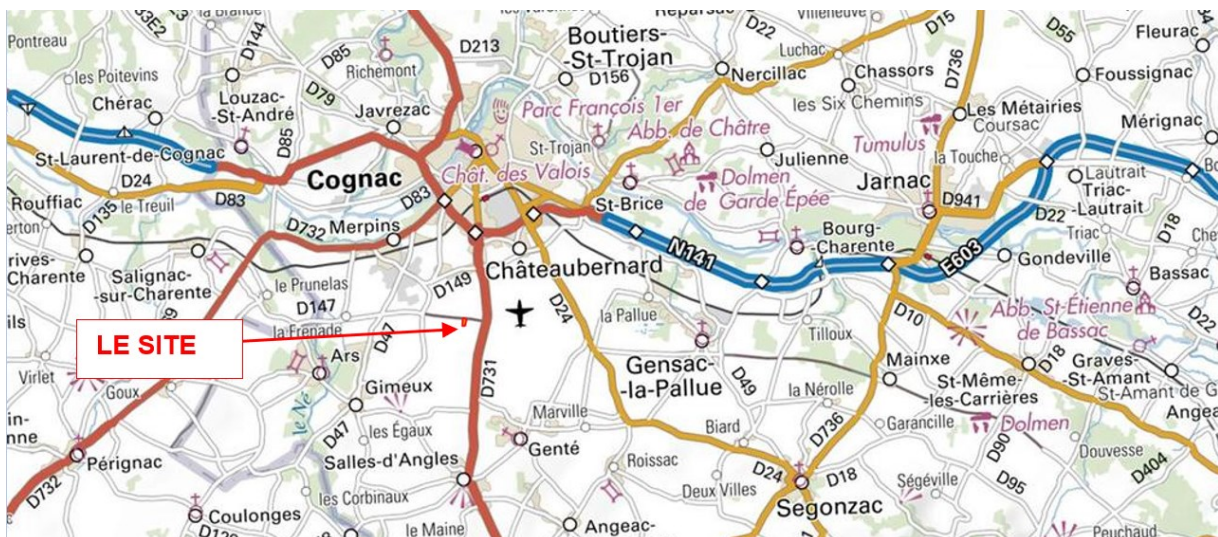 Pontreau
la Brande
D144
D85
D213
Richemont
Boutiers-
-St-Trojan
D156
D22
Villeneuve
D15
D736
D55
Fleurac
les Poitevins
Chérac
Louzac-
-St-André
D79
Javrezac
Parc François 1er
Nercillac
Luchac
Chassors
les Six Chemins
Les Métairies
Coursac
Foussignac
Mérignac
St-Laurent-de-Cognac
D85
St-Trojan
Abb. de Châtre
Julienne
Tumulus
la Touche
D24
Cognac
Chât. des Valois
Dolmen
de Garde Épée
Jarnac
D941
Lautrait
Triac-
-Lautrait
Rouffiac
le Treuil
D83
D83
St-Brice
D22
Triac
D18
D135
D732
Merpins
Bourg-
-Charente
N141
E603
Gondeville
Salignac-
-sur-Charente
Châteaubernard
le Prunelas
D149
D147
D24
la Pallue
Tilloux
D10
Abb. St-Étienne
de Bassac
Bassac
D22
LE SITE
la Frenade
D47
Ars
D731
Gensac-
-la-Pallue
D49
Mainxe
D18
Graves-
-St-Amant
St-Amant de G
Virlet
Goux
Gimeux
la Nérolle
St-Même-
-les-Carrières
le Né
D47
les Égaux
Marville
Genté
Biard
D736
Garancille
Dolmen
D90
Douvesse
D404
Pérignac
D732
Salles-d'Angles
Roissac
D24
D18
Deux Villes
Ségéville
D95
les Corbinaux
Segonzac
Coulonges
le Maine
Angeac-
Peuchaud